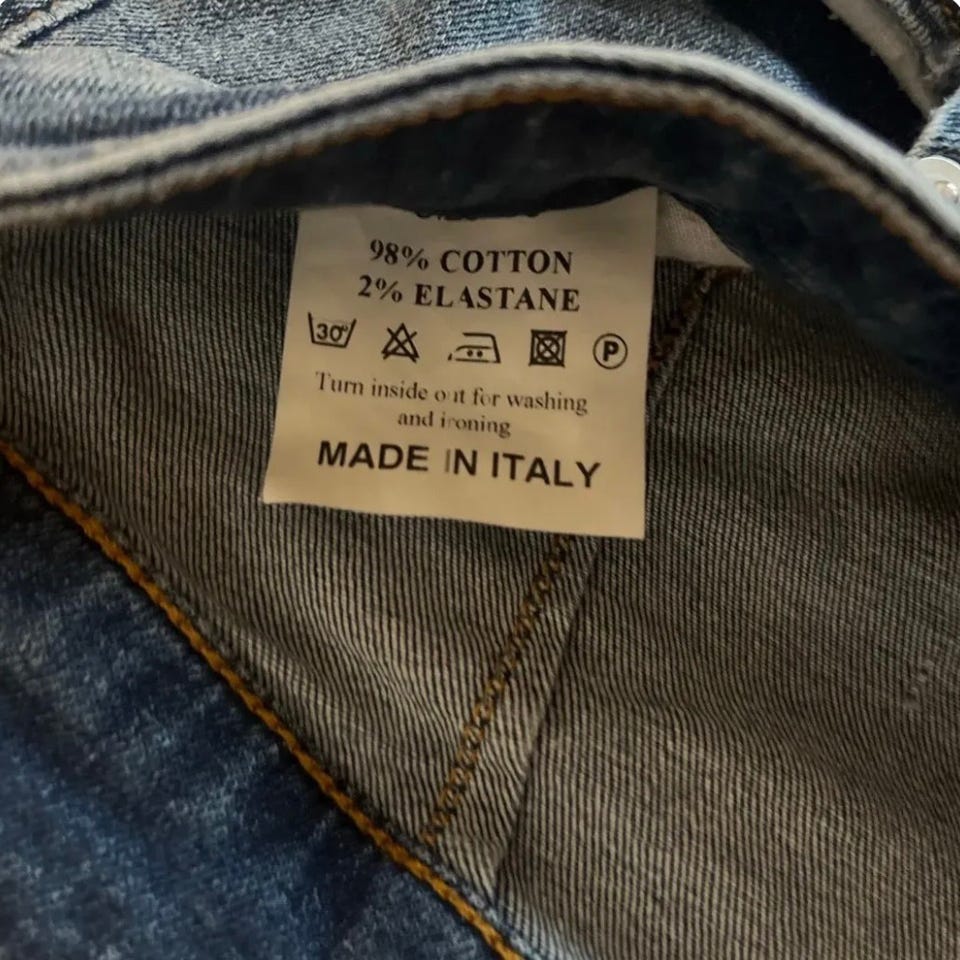 98% COTTON
2% ELASTANE
30° P
Turn inside out for washing
and ironing
MADE IN ITALY